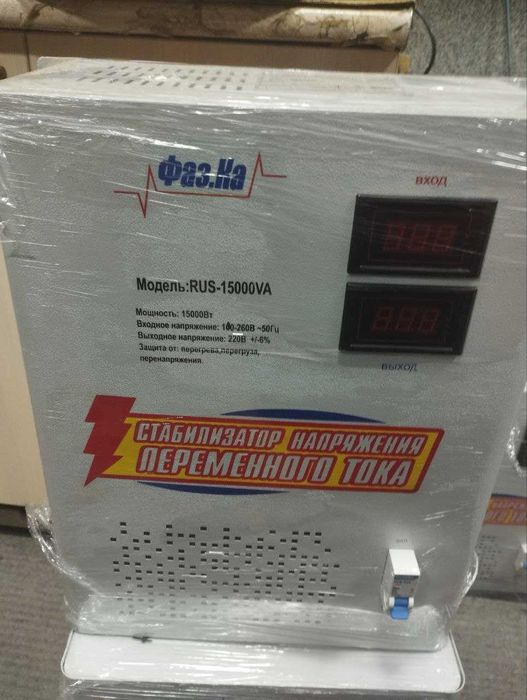 Фаз.Ка
ВХОД
Модель:RUS-15000VA
Мощность: 15000Вт
Входное напряжение: 100-260В ~50Гц
Выходное напряжение: 220В +/-6%
Защита от: перегрева,перегруза,
перенапряжения.
ВЫХОД
СТАБИЛИЗАТОР НАПРЯЖЕНИЯ
ПЕРЕМЕННОГО ТОКА